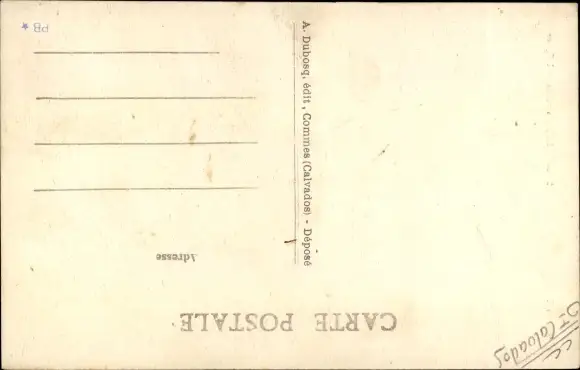 CARTE POSTALE
Adresse
A. Dubosq, édit, Commes (Calvados) - Déposé
PB *
Calvados